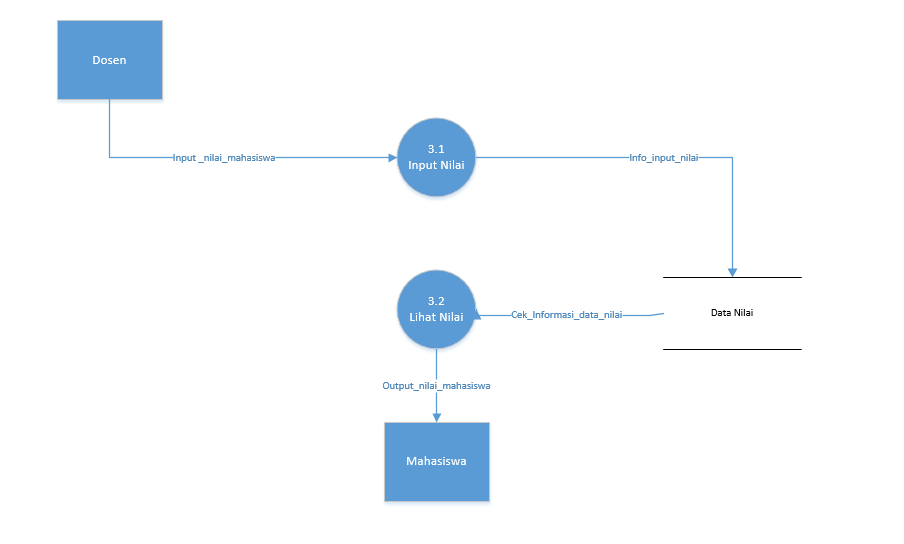 Dosen
Input _nilai_mahasiswa
3.1
Input Nilai
Info_input_nilai
3.2
Lihat Nilai
Cek_Informasi_data_nilai
Data Nilai
Output_nilai_mahasiswa
Mahasiswa